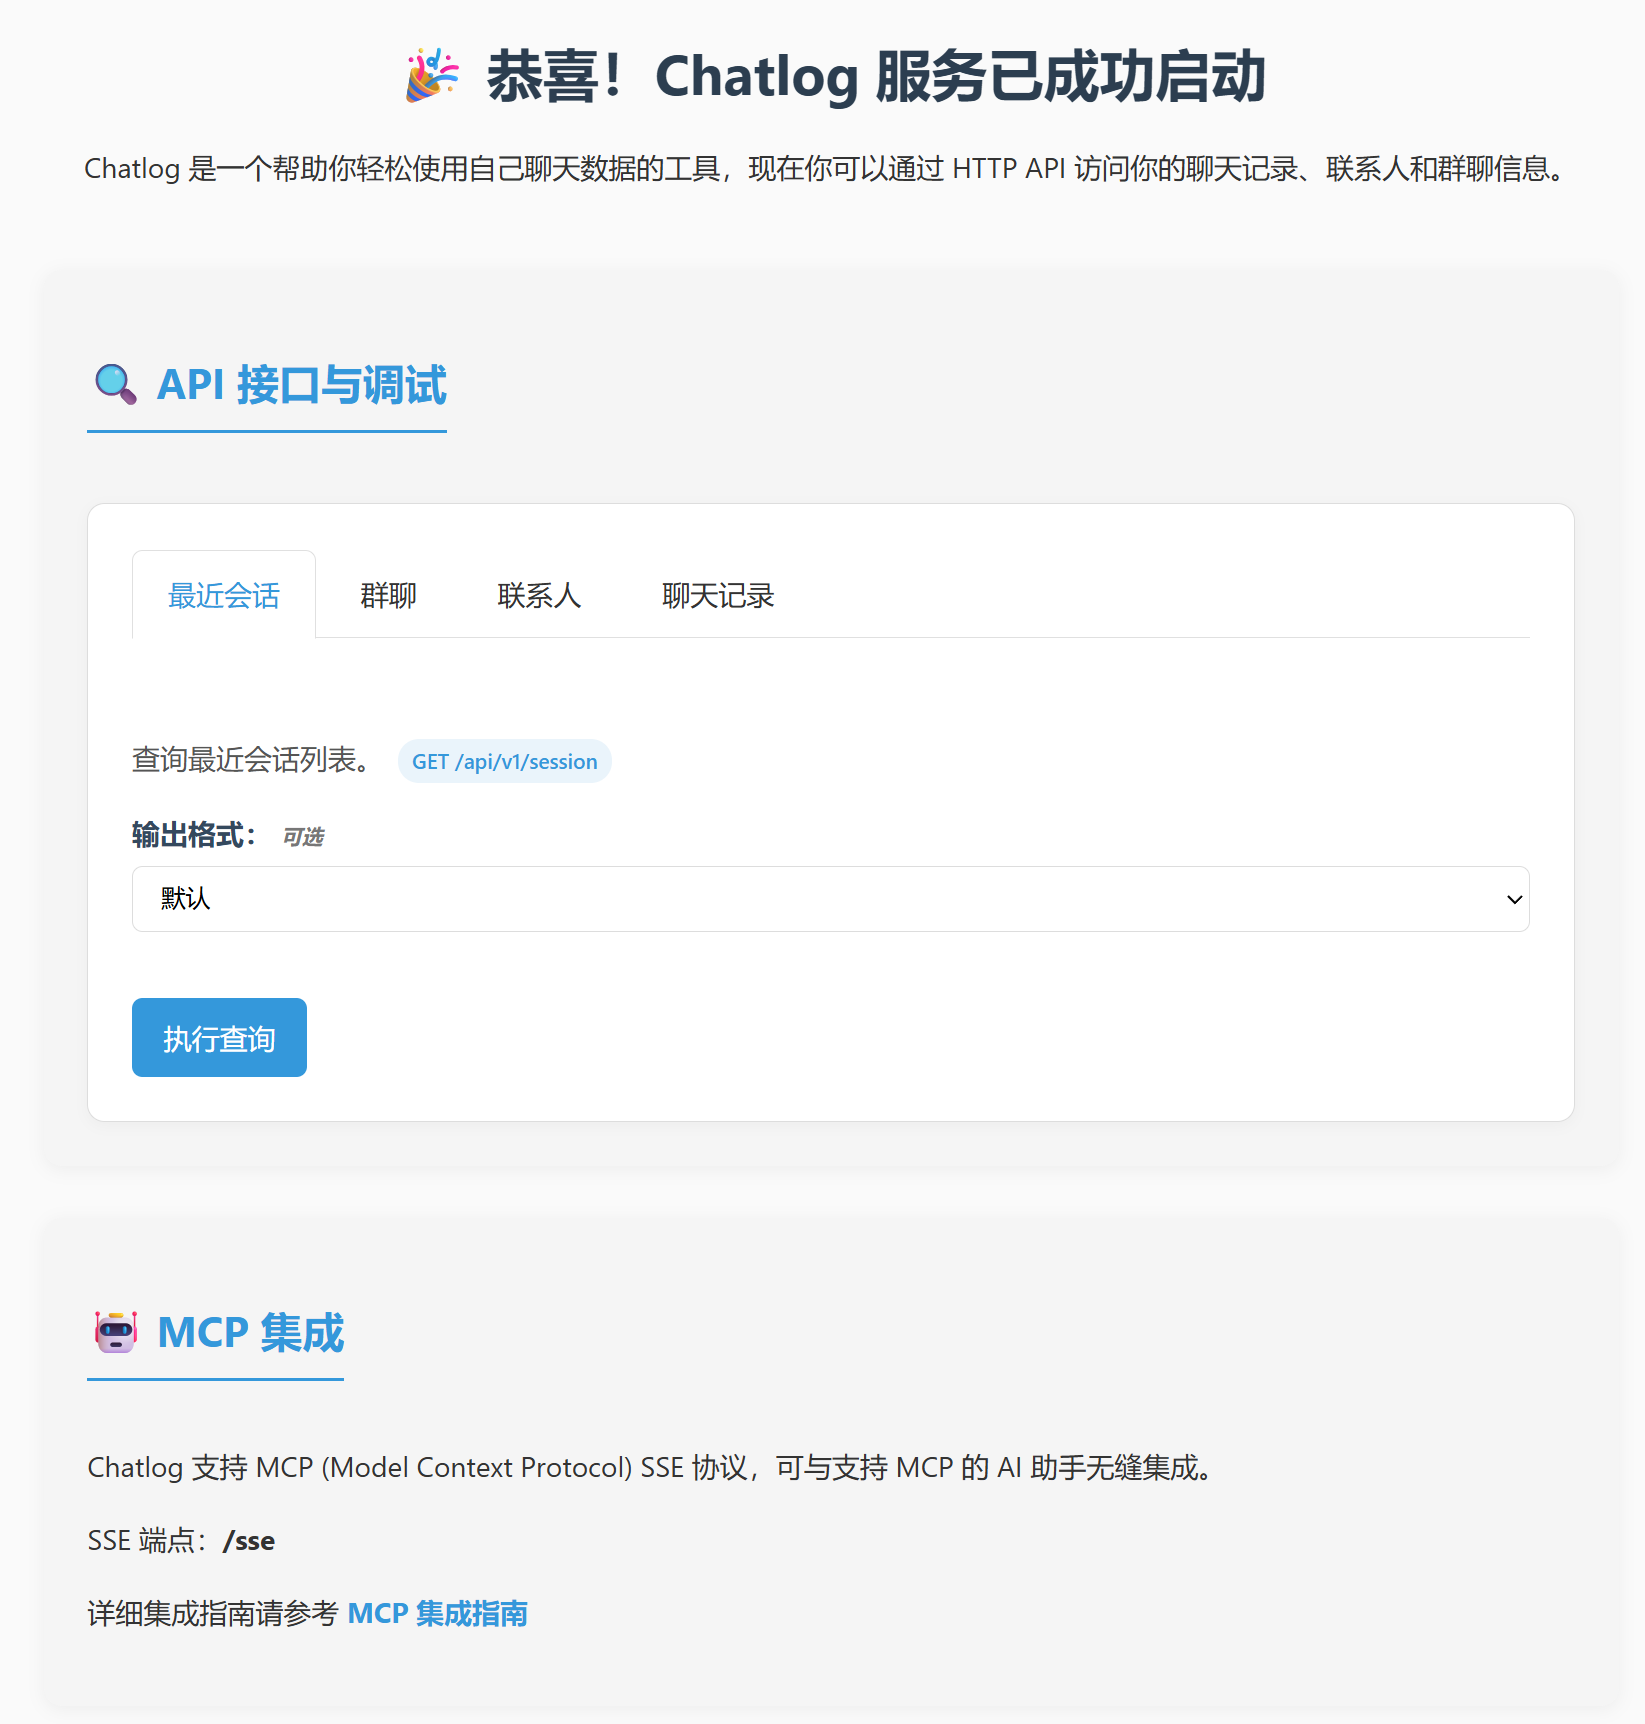 恭喜！Chatlog 服务已成功启动
Chatlog 是一个帮助你轻松使用自己聊天数据的工具，现在你可以通过 HTTP API 访问你的聊天记录、联系人和群聊信息。
API 接口与调试
最近会话 群聊 联系人 聊天记录
查询最近会话列表。 GET /api/v1/session
输出格式： 可选
默认
执行查询
MCP 集成
Chatlog 支持 MCP (Model Context Protocol) SSE 协议，可与支持 MCP 的 AI 助手无缝集成。
SSE 端点：/sse
详细集成指南请参考 MCP 集成指南